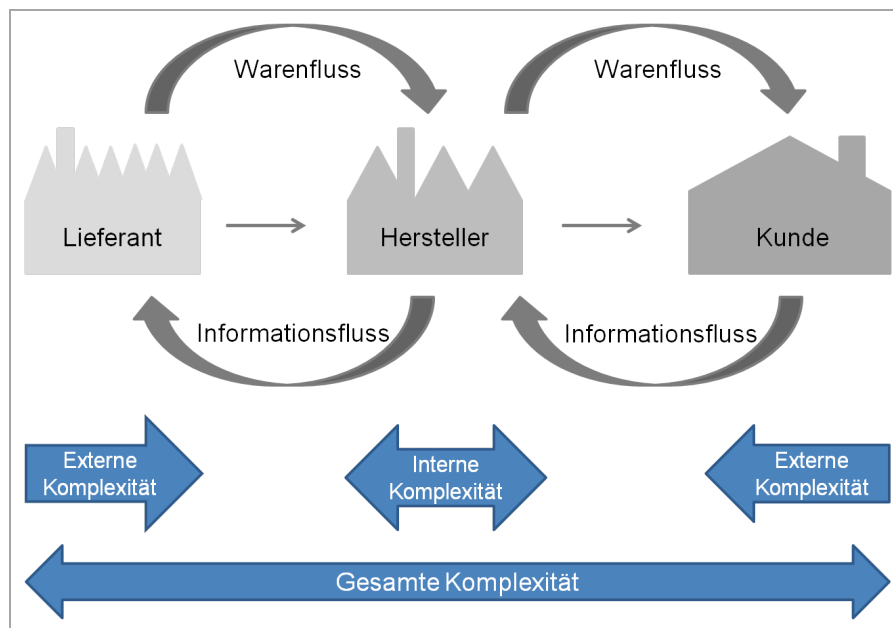 Warenfluss
Warenfluss
Lieferant
Hersteller
Kunde
Informationsfluss
Informationsfluss
Externe
Komplexität
Interne
Komplexität
Externe
Komplexität
Gesamte Komplexität